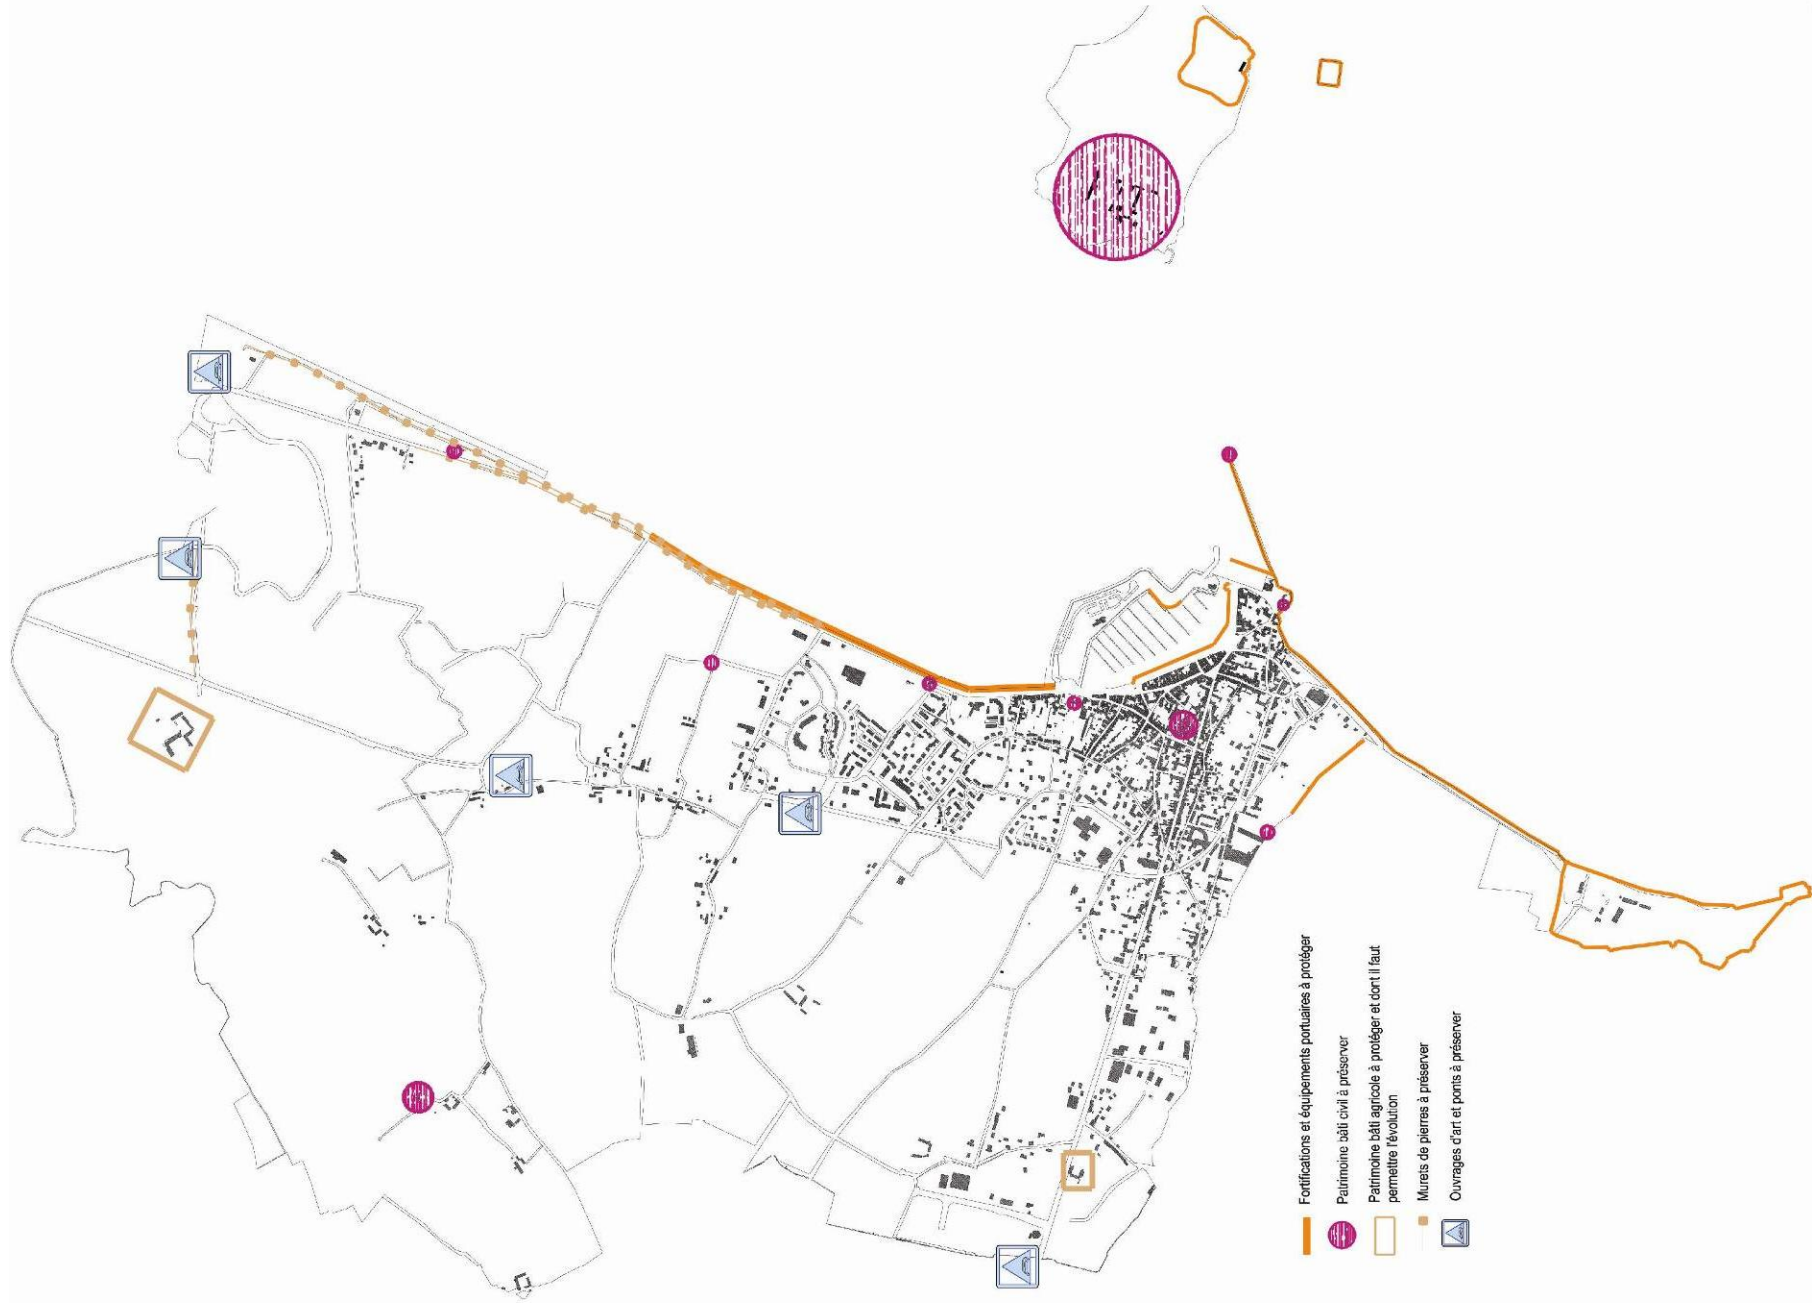 Fortifications et équipements portuaires à protéger
Patrimoine bâti civil à préserver
Patrimoine bâti agricole à protéger et dont il faut
permettre l'évolution
Murets de pierres à préserver
Ouvrages d'art et ponts à préserver